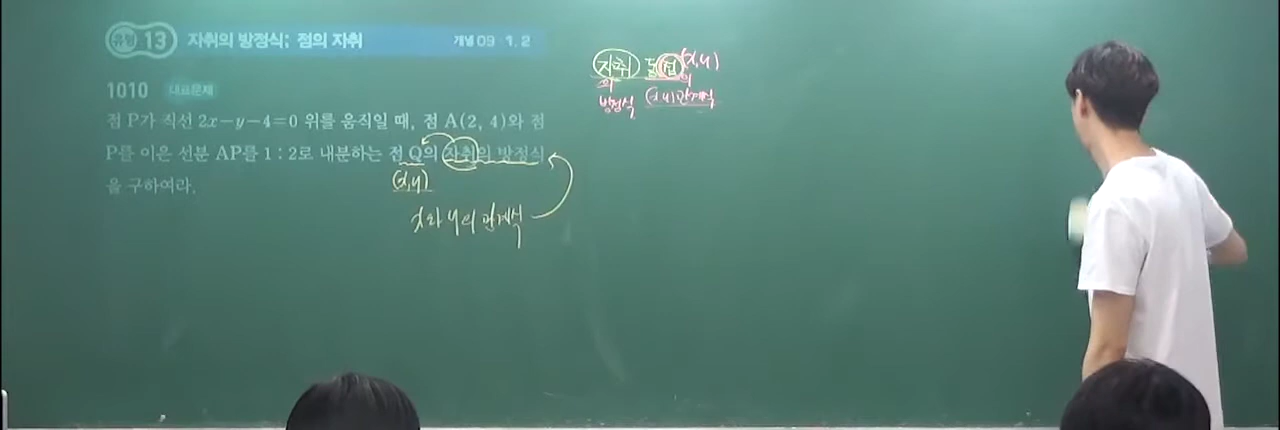 유형 13 자취의 방정식; 점의 자취 개념 09-1, 2
1010 대표문제
점 P가 직선 2x-y-4=0 위를 움직일 때, 점 A(2, 4)와 점
P를 이은 선분 AP를 1 : 2로 내분하는 점 Q의 자취의 방정식
을 구하여라.
(x,y)
x와 y의 관계식
자취 동점 (x,y)
의 의
방정식 (x,y)관계식